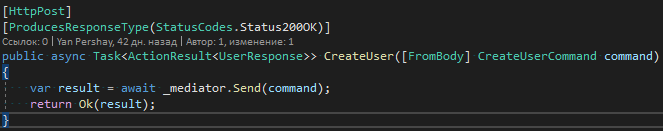 [HttpPost]
[ProducesResponseType(StatusCodes.Status200OK)]
Ссылок: 0 | Yan Pershay, 42 дн. назад | Автор: 1, изменение: 1
public async Task<ActionResult<UserResponse>> CreateUser([FromBody] CreateUserCommand command)
{
var result = await _mediator.Send(command);
return Ok(result);
}